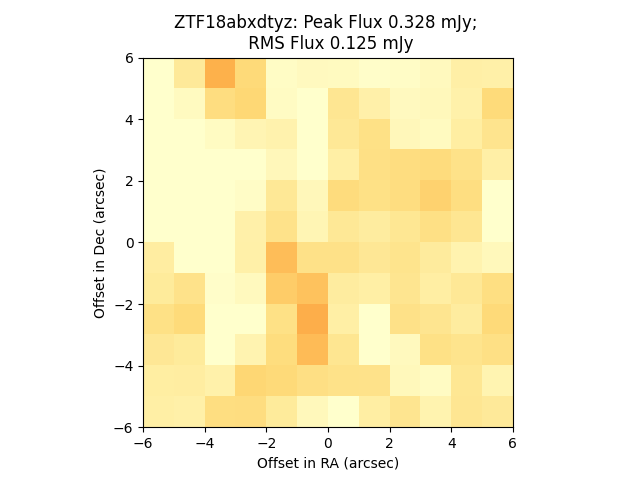 ZTF18abxdtyz: Peak Flux 0.328 mJy;
RMS Flux 0.125 mJy
6
4
2
0
−2
−4
−6
Offset in Dec (arcsec)
−6 −4 −2 0 2 4 6
Offset in RA (arcsec)